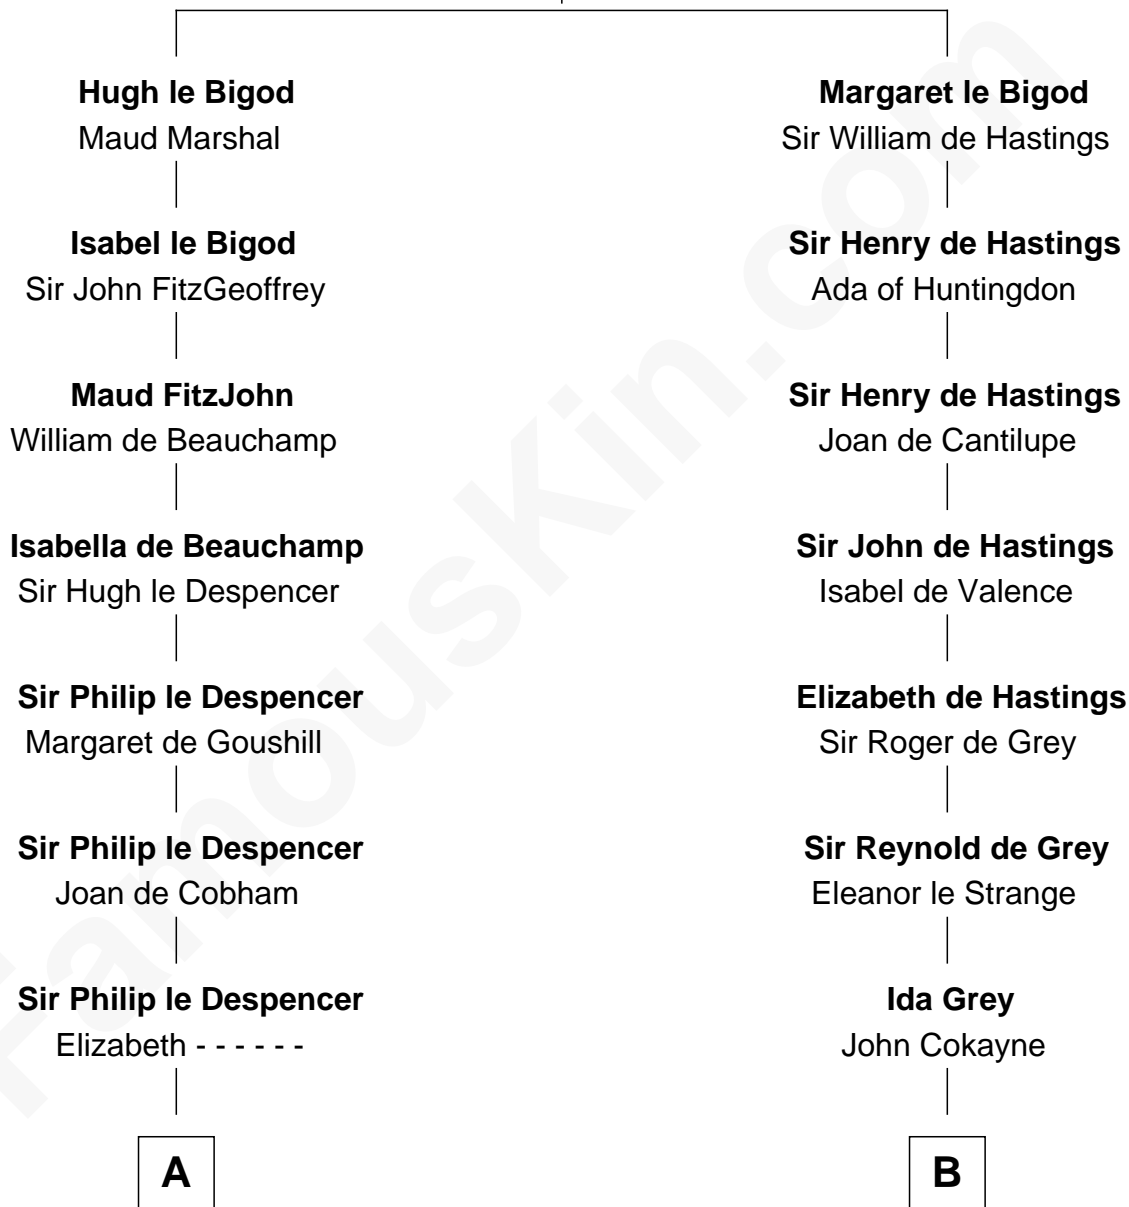 Hugh le Bigod
Maud Marshal
Isabel le Bigod
Sir John FitzGeoffrey
Maud FitzJohn
William de Beauchamp
Isabella de Beauchamp
Sir Hugh le Despencer
Sir Philip le Despencer
Margaret de Goushill
Sir Philip le Despencer
Joan de Cobham
Sir Philip le Despencer
Elizabeth - - - - - -
A
Margaret le Bigod
Sir William de Hastings
Sir Henry de Hastings
Ada of Huntingdon
Sir Henry de Hastings
Joan de Cantilupe
Sir John de Hastings
Isabel de Valence
Elizabeth de Hastings
Sir Roger de Grey
Sir Reynold de Grey
Eleanor le Strange
Ida Grey
John Cokayne
B
FamousKin.com